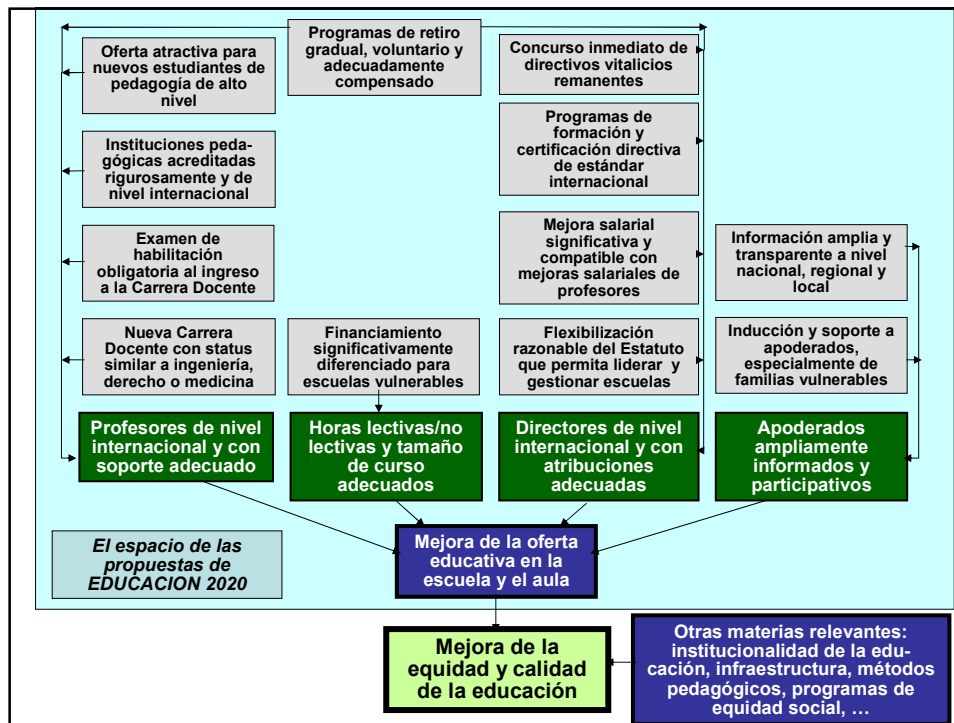 Programas de retiro
gradual, voluntario y
adecuadamente
compensado
Oferta atractiva para
nuevos estudiantes de
pedagogía de alto
nivel
Concurso inmediato de
directivos vitalicios
remanentes
Instituciones peda-
gógicas acreditadas
rigurosamente y de
nivel internacional
Programas de
formación y
certificación directiva
de estándar
internacional
Examen de
habilitación
obligatoria al ingreso
a la Carrera Docente
Mejora salarial
significativa y
compatible con
mejoras salariales de
profesores
Información amplia y
transparente a nivel
nacional, regional y
local
Nueva Carrera
Docente con status
similar a ingeniería,
derecho o medicina
Financiamiento
significativamente
diferenciado para
escuelas vulnerables
Flexibilización
razonable del Estatuto
que permita liderar y
gestionar escuelas
Inducción y soporte a
apoderados,
especialmente de
familias vulnerables
Profesores de nivel
internacional y con
soporte adecuado
Horas lectivas/no
lectivas y tamaño
de curso
adecuados
Directores de nivel
internacional y con
atribuciones
adecuadas
Apoderados
ampliamente
informados y
participativos
El espacio de las
propuestas de
EDUCACION 2020
Mejora de la oferta
educativa en la
escuela y el aula
Mejora de la
equidad y calidad
de la educación
Otras materias relevantes:
institucionalidad de la edu-
cación, infraestructura, métodos
pedagógicos, programas de
equidad social, …